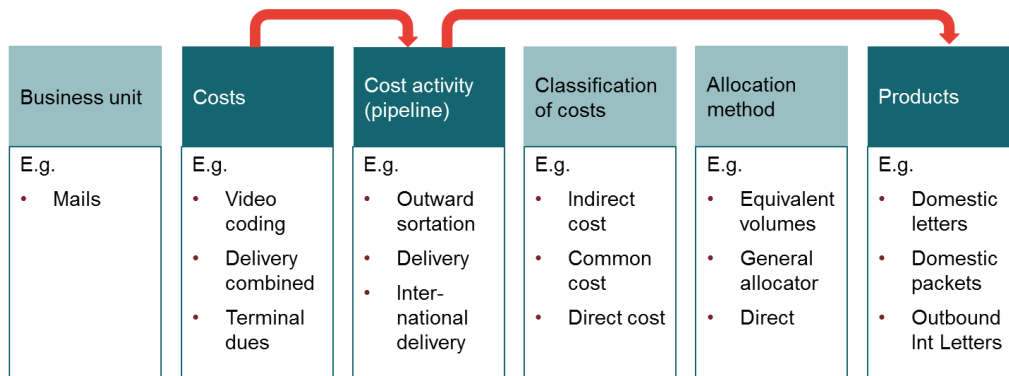 Business unit
Costs
Cost activity
(pipeline)
Classification
of costs
Allocation
method
Products
E.g.
• Mails
E.g.
• Video
coding
• Delivery
combined
• Terminal
dues
E.g.
• Outward
sortation
• Delivery
• Inter-
national
delivery
E.g.
• Indirect
cost
• Common
cost
• Direct cost
E.g.
• Equivalent
volumes
• General
allocator
• Direct
E.g.
• Domestic
letters
• Domestic
packets
• Outbound
Int Letters